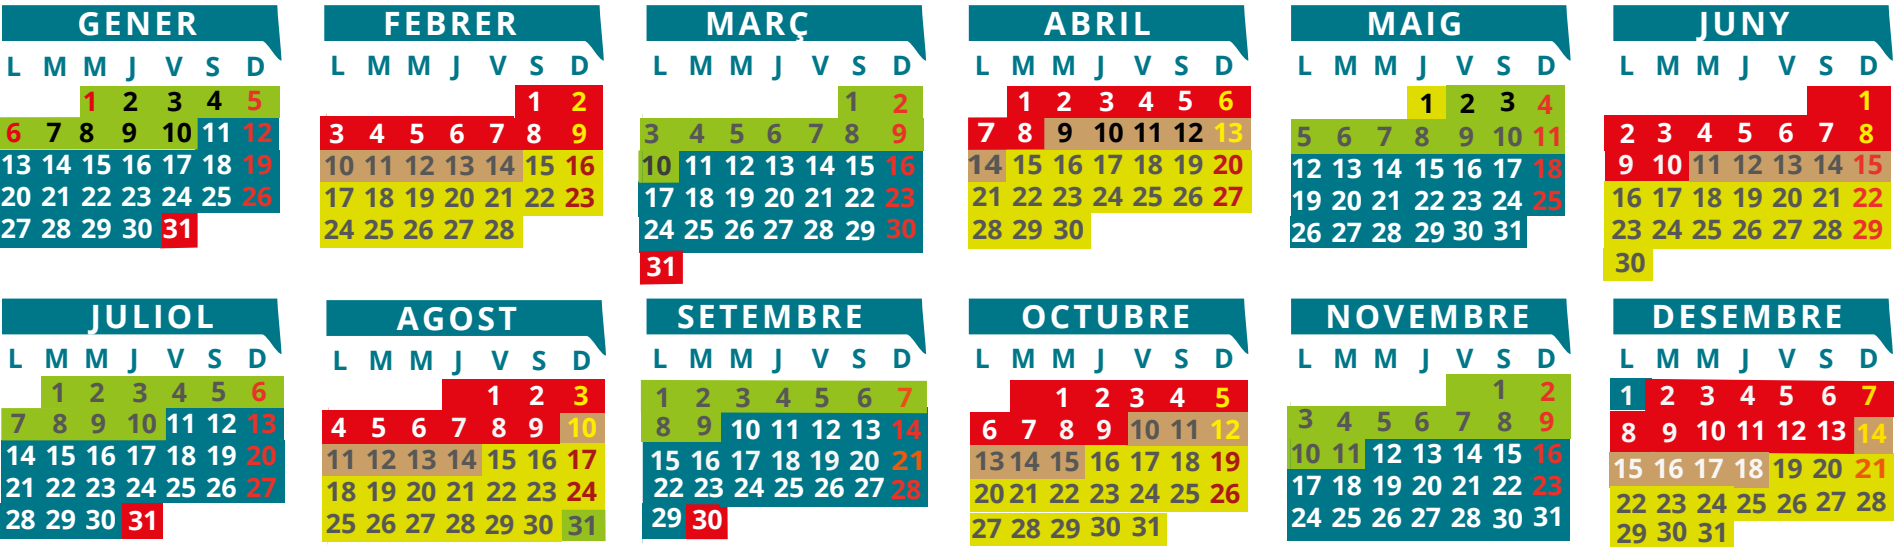 GENER
L M M J V S D
1 2 3 4 5
6 7 8 9 10 11 12
13 14 15 16 17 18 19
20 21 22 23 24 25 26
27 28 29 30 31
FEBRER
L M M J V S D
1 2
3 4 5 6 7 8 9
10 11 12 13 14 15 16
17 18 19 20 21 22 23
24 25 26 27 28
MARÇ
L M M J V S D
1 2
3 4 5 6 7 8 9
10 11 12 13 14 15 16
17 18 19 20 21 22 23
24 25 26 27 28 29 30
31
ABRIL
L M M J V S D
1 2 3 4 5 6
7 8 9 10 11 12 13
14 15 16 17 18 19 20
21 22 23 24 25 26 27
28 29 30
MAIG
L M M J V S D
1 2 3 4
5 6 7 8 9 10 11
12 13 14 15 16 17 18
19 20 21 22 23 24 25
26 27 28 29 30 31
JUNY
L M M J V S D
1
2 3 4 5 6 7 8
9 10 11 12 13 14 15
16 17 18 19 20 21 22
23 24 25 26 27 28 29
30
JULIOL
L M M J V S D
1 2 3 4 5 6
7 8 9 10 11 12 13
14 15 16 17 18 19 20
21 22 23 24 25 26 27
28 29 30 31
AGOST
L M M J V S D
1 2 3
4 5 6 7 8 9 10
11 12 13 14 15 16 17
18 19 20 21 22 23 24
25 26 27 28 29 30 31
SETEMBRE
L M M J V S D
1 2 3 4 5 6 7
8 9 10 11 12 13 14
15 16 17 18 19 20 21
22 23 24 25 26 27 28
29 30
OCTUBRE
L M M J V S D
1 2 3 4 5
6 7 8 9 10 11 12
13 14 15 16 17 18 19
20 21 22 23 24 25 26
27 28 29 30 31
NOVEMBRE
L M M J V S D
1 2
3 4 5 6 7 8 9
10 11 12 13 14 15 16
17 18 19 20 21 22 23
24 25 26 27 28 30 31
DESEMBRE
L M M J V S D
1 2 3 4 5 6 7
8 9 10 11 12 13 14
15 16 17 18 19 20 21
22 23 24 25 26 27 28
29 30 31